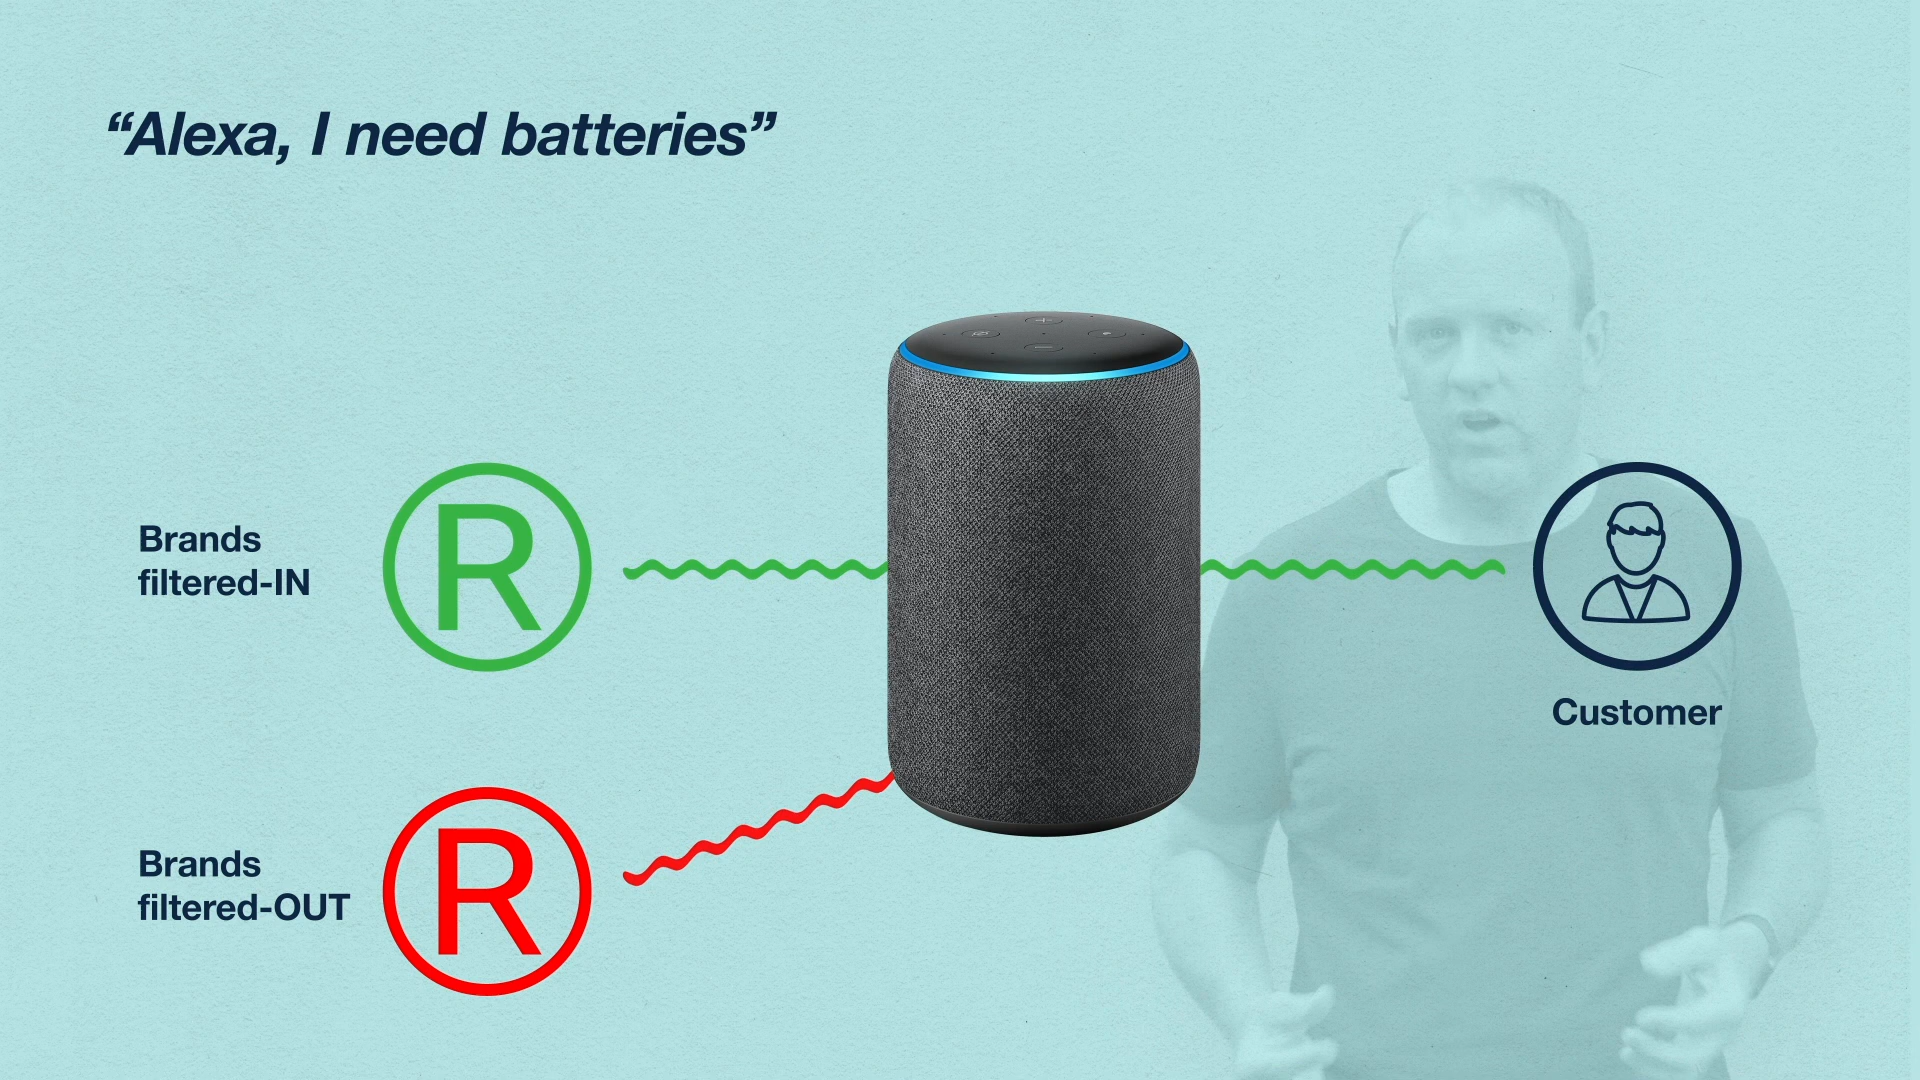 “Alexa, I need batteries”
Brands
filtered-IN
R
Customer
Brands
filtered-OUT
R